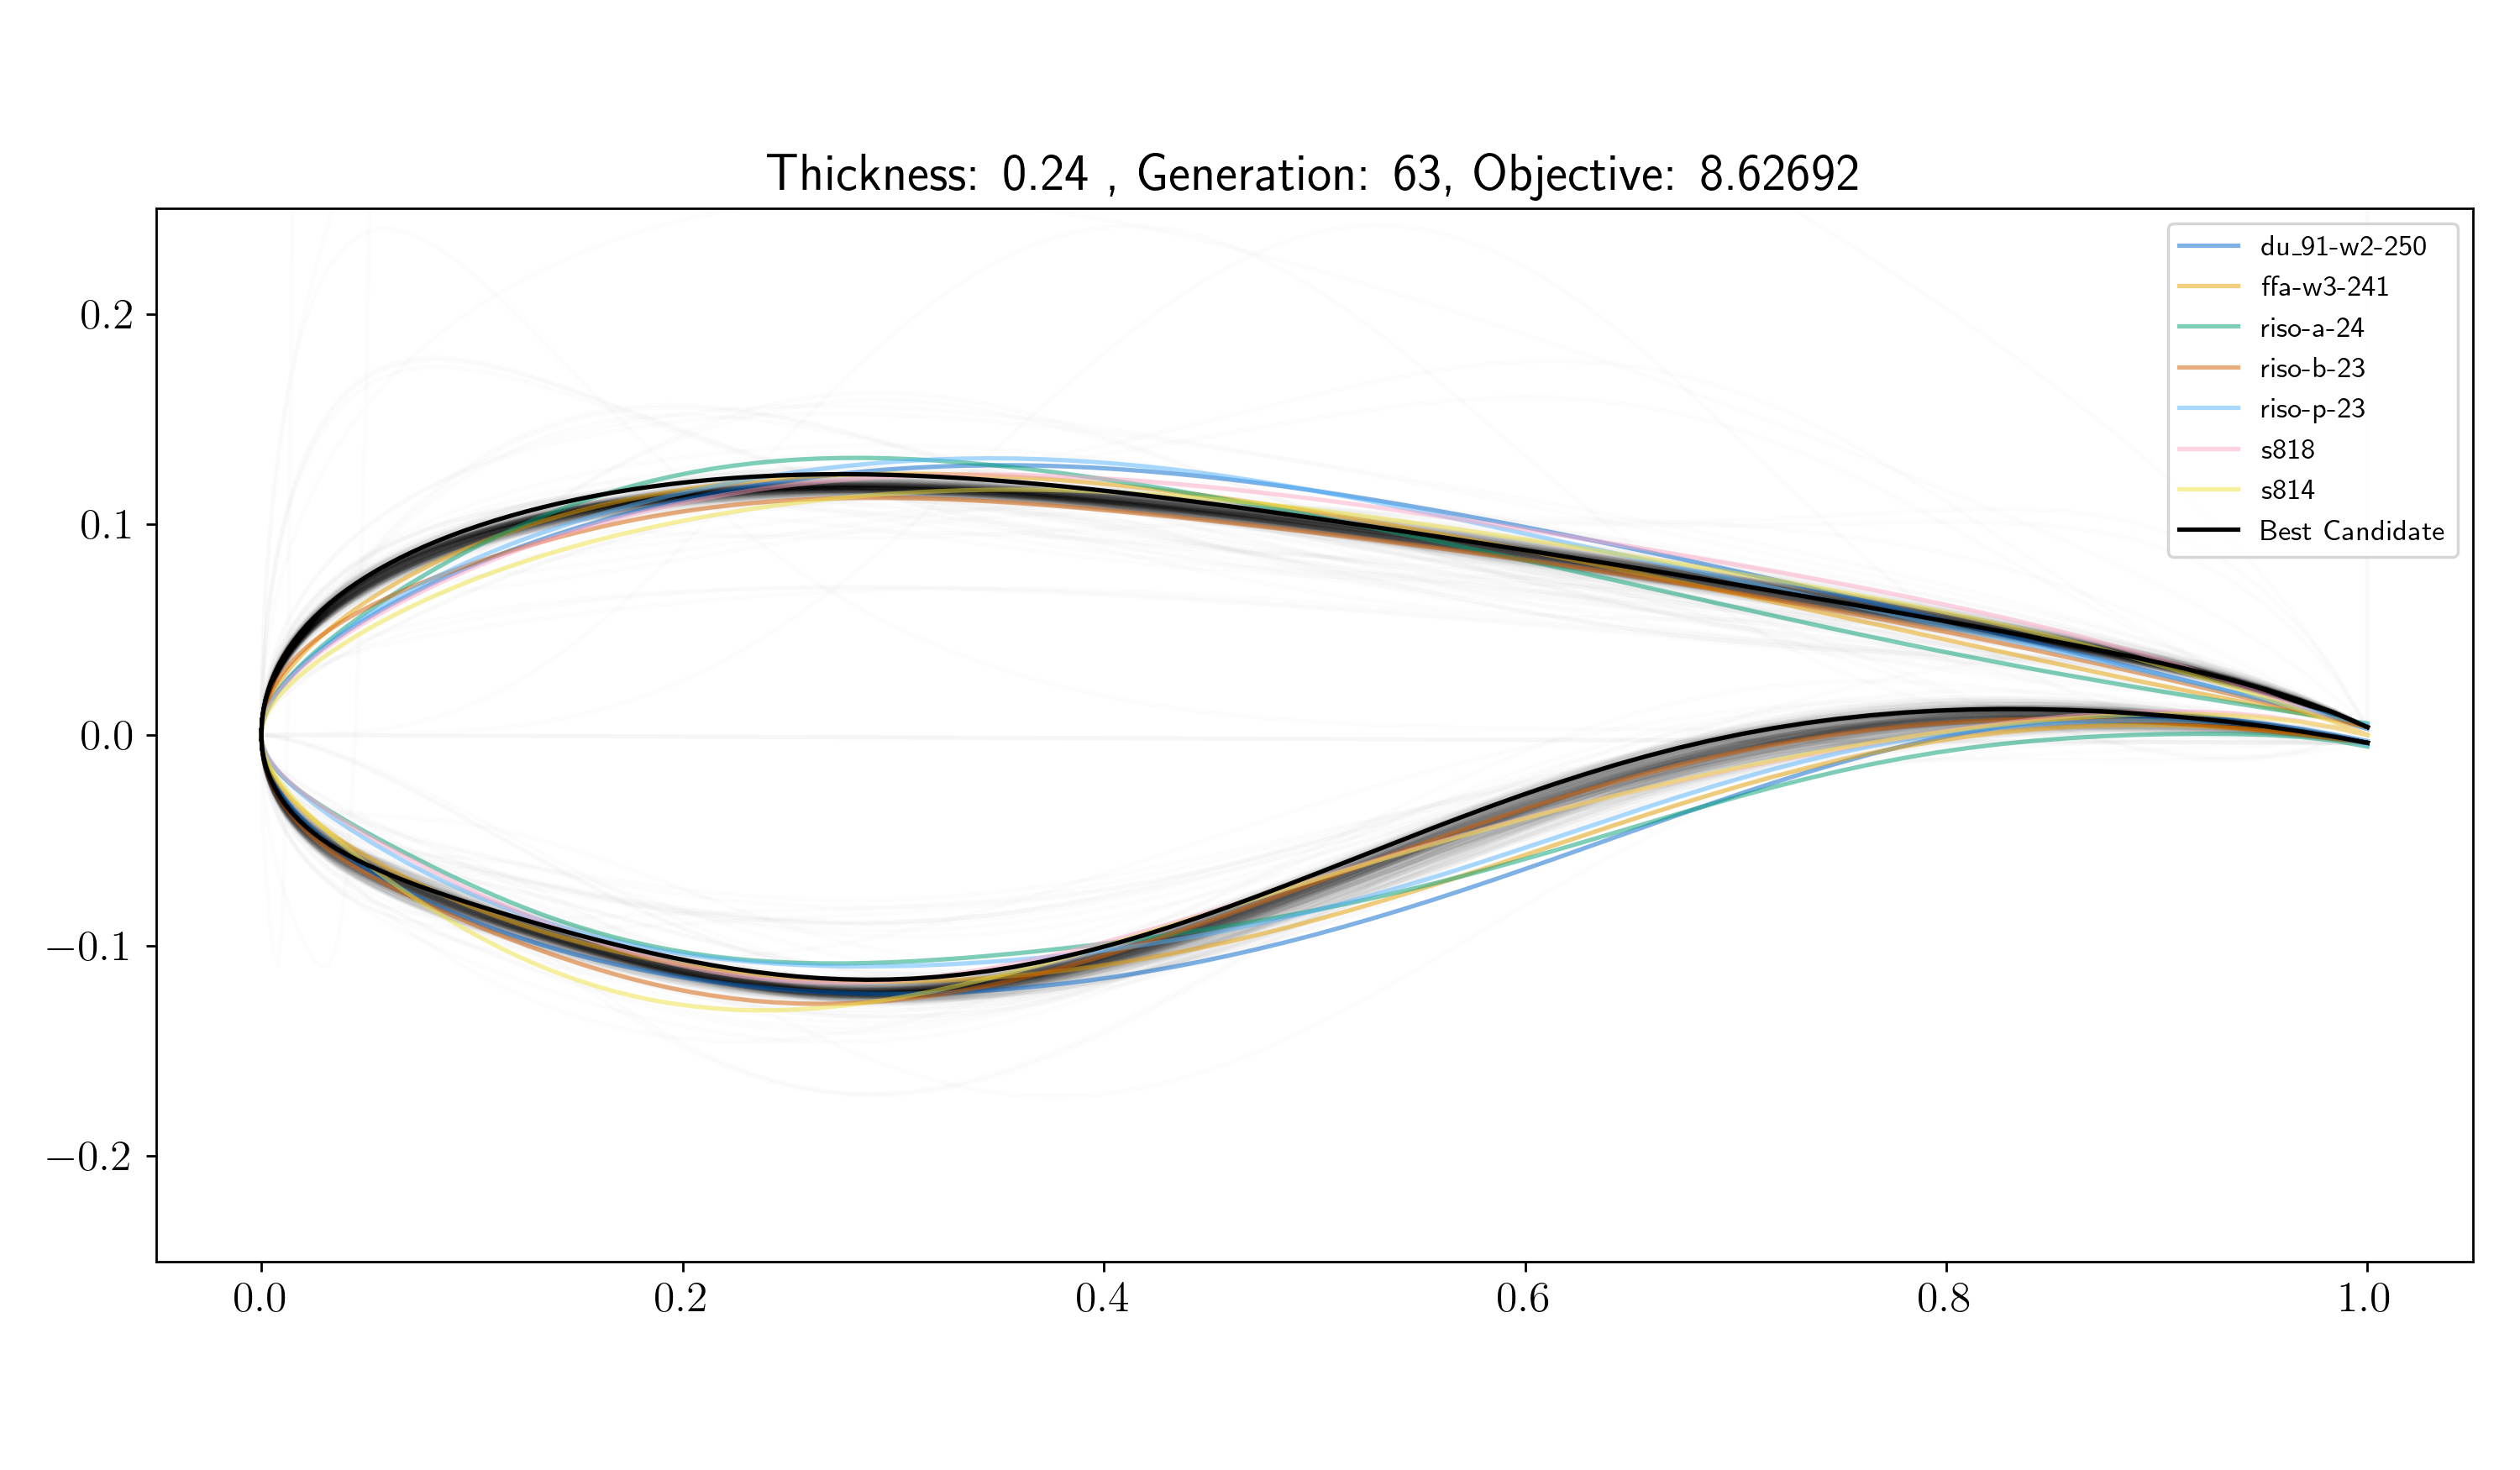 Thickness: 0.24 , Generation: 63, Objective: 8.62692
du_91-w2-250
ffa-w3-241
riso-a-24
riso-b-23
riso-p-23
s818
s814
Best Candidate
0.2
0.1
0.0
−0.1
−0.2
0.0 0.2 0.4 0.6 0.8 1.0